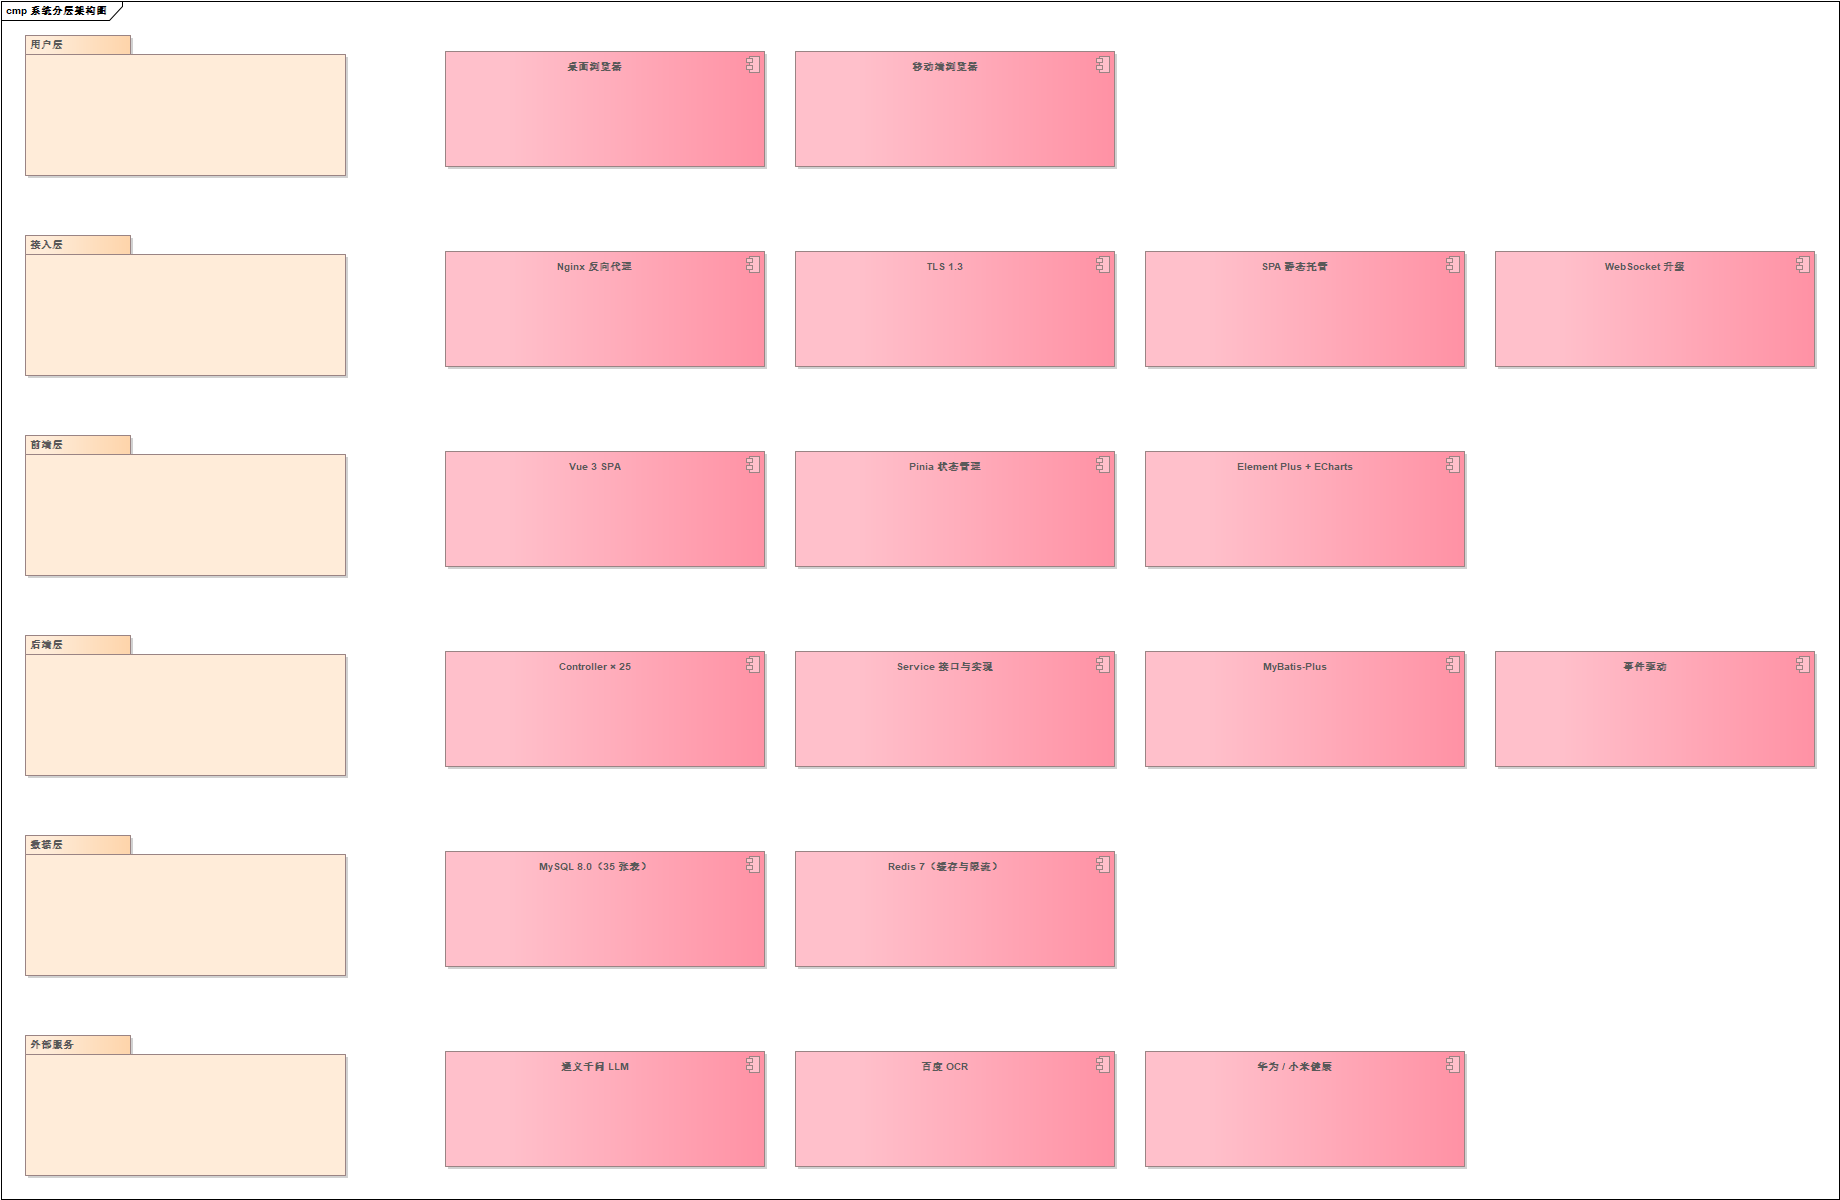 cmp 系统分层架构图
用户层
桌面浏览器
移动端浏览器
接入层
Nginx 反向代理
TLS 1.3
SPA 静态托管
WebSocket 升级
前端层
Vue 3 SPA
Pinia 状态管理
Element Plus + ECharts
后端层
Controller × 25
Service 接口与实现
MyBatis-Plus
事件驱动
数据层
MySQL 8.0（35 张表）
Redis 7（缓存与限流）
外部服务
通义千问 LLM
百度 OCR
华为 / 小米健康